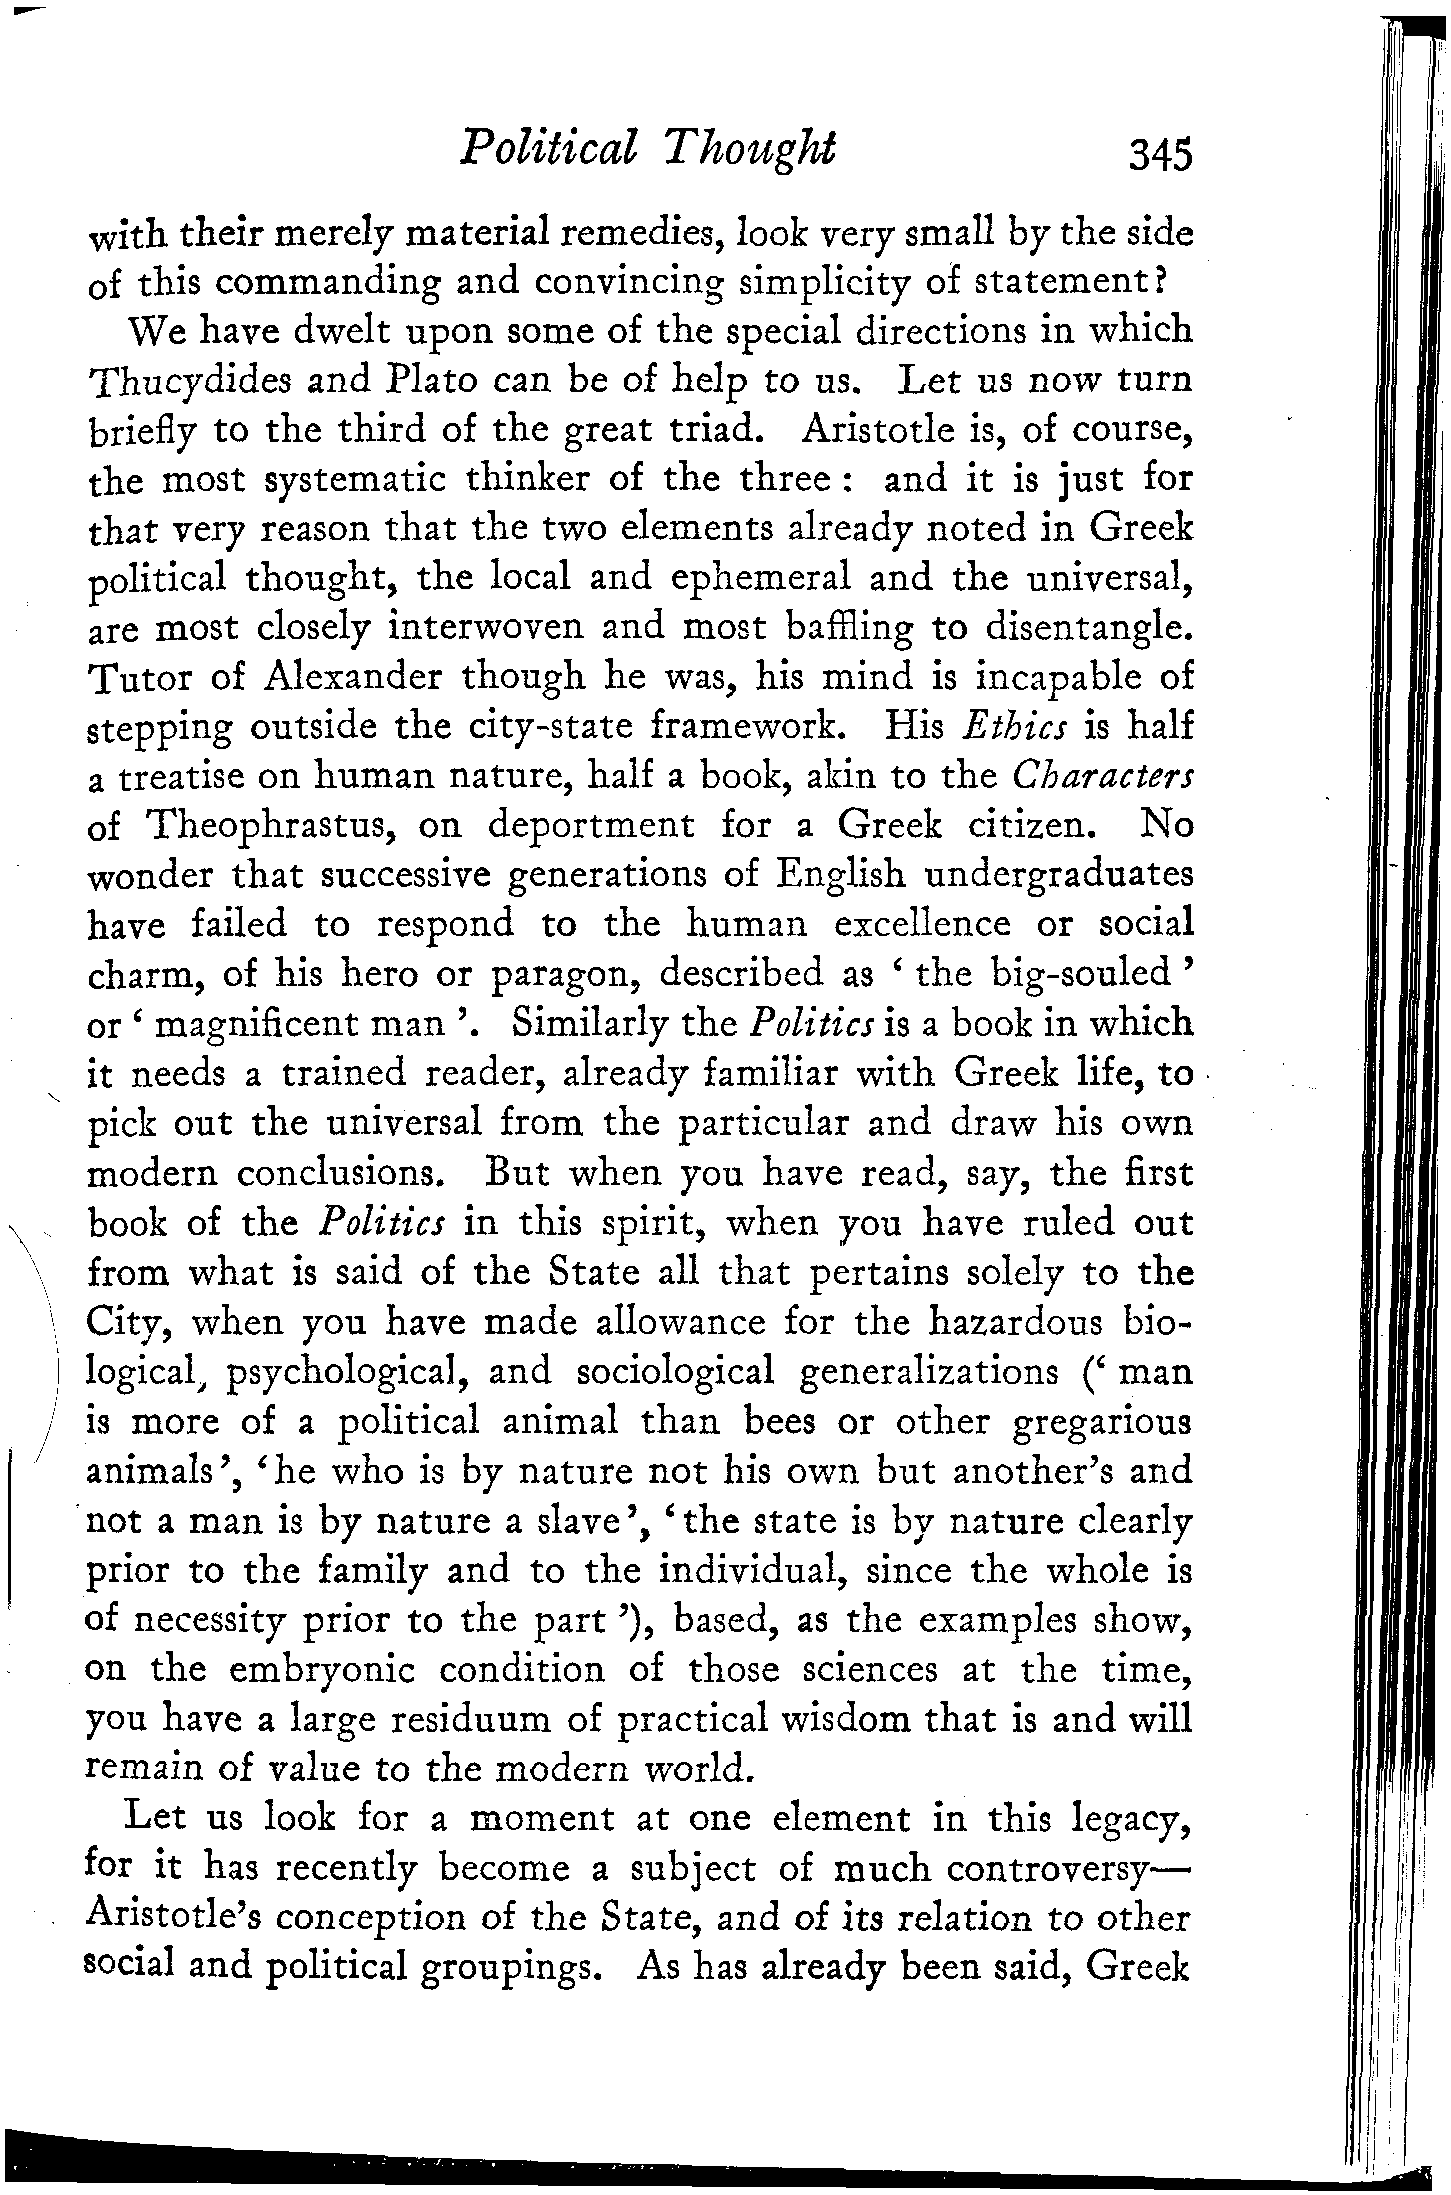 Political Thought 345
with their merely material remedies, look very small by the side
of this commanding and convincing simplicity of statement?
We have dwelt upon some of the special directions in which
Thucydides and Plato can be of help to us. Let us now turn
briefly to the third of the great triad. Aristotle is, of course,
the most systematic thinker of the three : and it is just for
that very reason that the two elements already noted in Greek
political thought, the local and ephemeral and the universal,
are most closely interwoven and most baffling to disentangle.
Tutor of Alexander though he was, his mind is incapable of
stepping outside the city-state framework. His Ethics is half
a treatise on human nature, half a book, akin to the Characters
of Theophrastus, on deportment for a Greek citizen. No
wonder that successive generations of English undergraduates
have failed to respond to the human excellence or social
charm, of his hero or paragon, described as ‘ the big-souled ’
or ‘ magnificent man ’. Similarly the Politics is a book in which
it needs a trained reader, already familiar with Greek life, to
pick out the universal from the particular and draw his own
modern conclusions. But when you have read, say, the first
book of the Politics in this spirit, when you have ruled out
from what is said of the State all that pertains solely to the
City, when you have made allowance for the hazardous bio-
logical, psychological, and sociological generalizations (‘ man
is more of a political animal than bees or other gregarious
animals’, ‘he who is by nature not his own but another’s and
not a man is by nature a slave’, ‘the state is by nature clearly
prior to the family and to the individual, since the whole is
of necessity prior to the part ’), based, as the examples show,
on the embryonic condition of those sciences at the time,
you have a large residuum of practical wisdom that is and will
remain of value to the modern world.
Let us look for a moment at one element in this legacy,
for it has recently become a subject of much controversy—
Aristotle’s conception of the State, and of its relation to other
social and political groupings. As has already been said, Greek